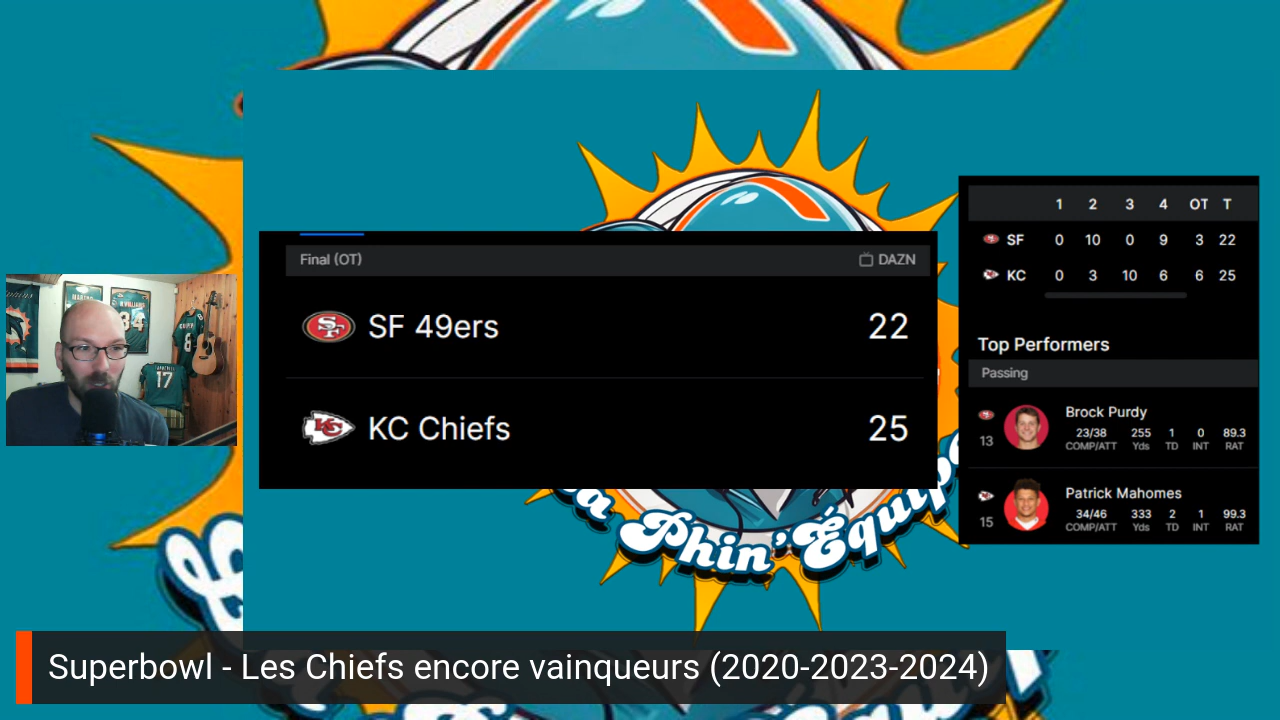 Final (OT)
DAZN
SF 49ers 22
KC Chiefs 25
1 2 3 4 OT T
SF 0 10 0 9 3 22
KC 0 3 10 6 6 25
Top Performers
Passing
Brock Purdy
13 23/38 255 1 0 89.3
COMP/ATT Yds TD INT RAT
Patrick Mahomes
15 34/46 333 2 1 99.3
COMP/ATT Yds TD INT RAT
17
Phin'Équip
Superbowl - Les Chiefs encore vainqueurs (2020-2023-2024)